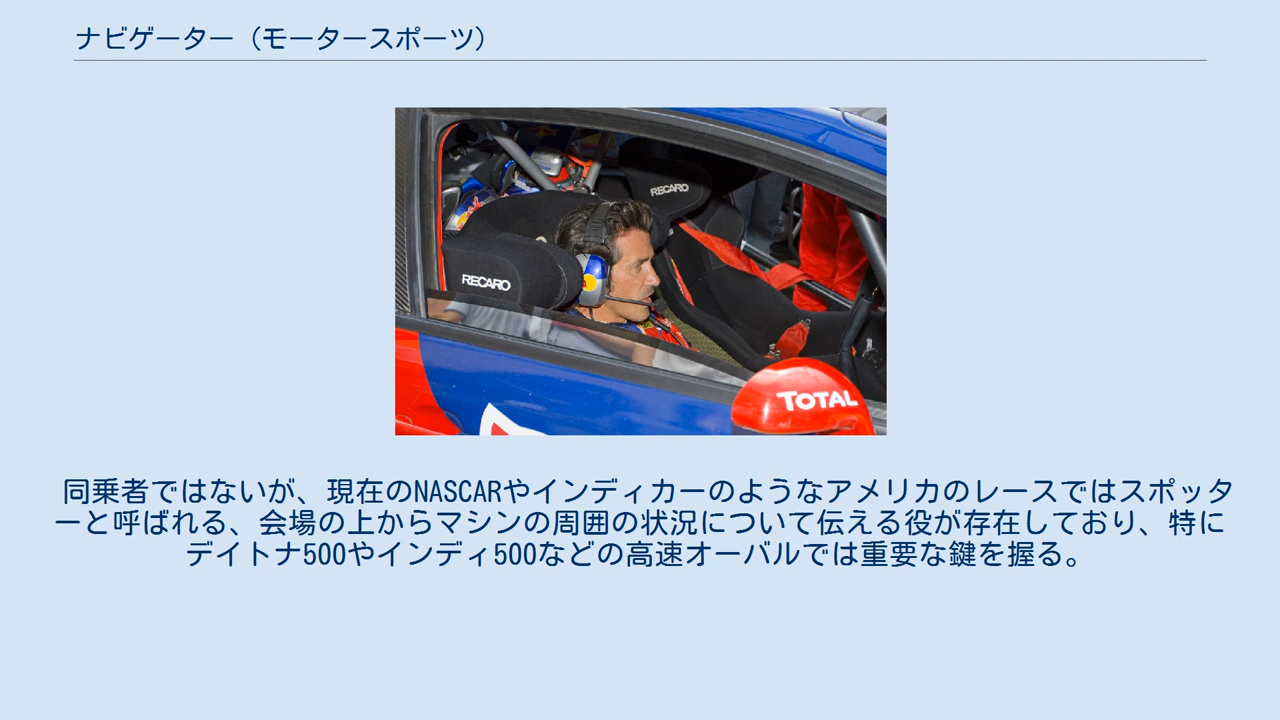 ナビゲーター（モータースポーツ）
RECARO
RECARO
TOTAL
同乗者ではないが、現在のNASCARやインディカーのようなアメリカのレースではスポッタ
ーと呼ばれる、会場の上からマシンの周囲の状況について伝える役が存在しており、特に
デイトナ500やインディ500などの高速オーバルでは重要な鍵を握る。